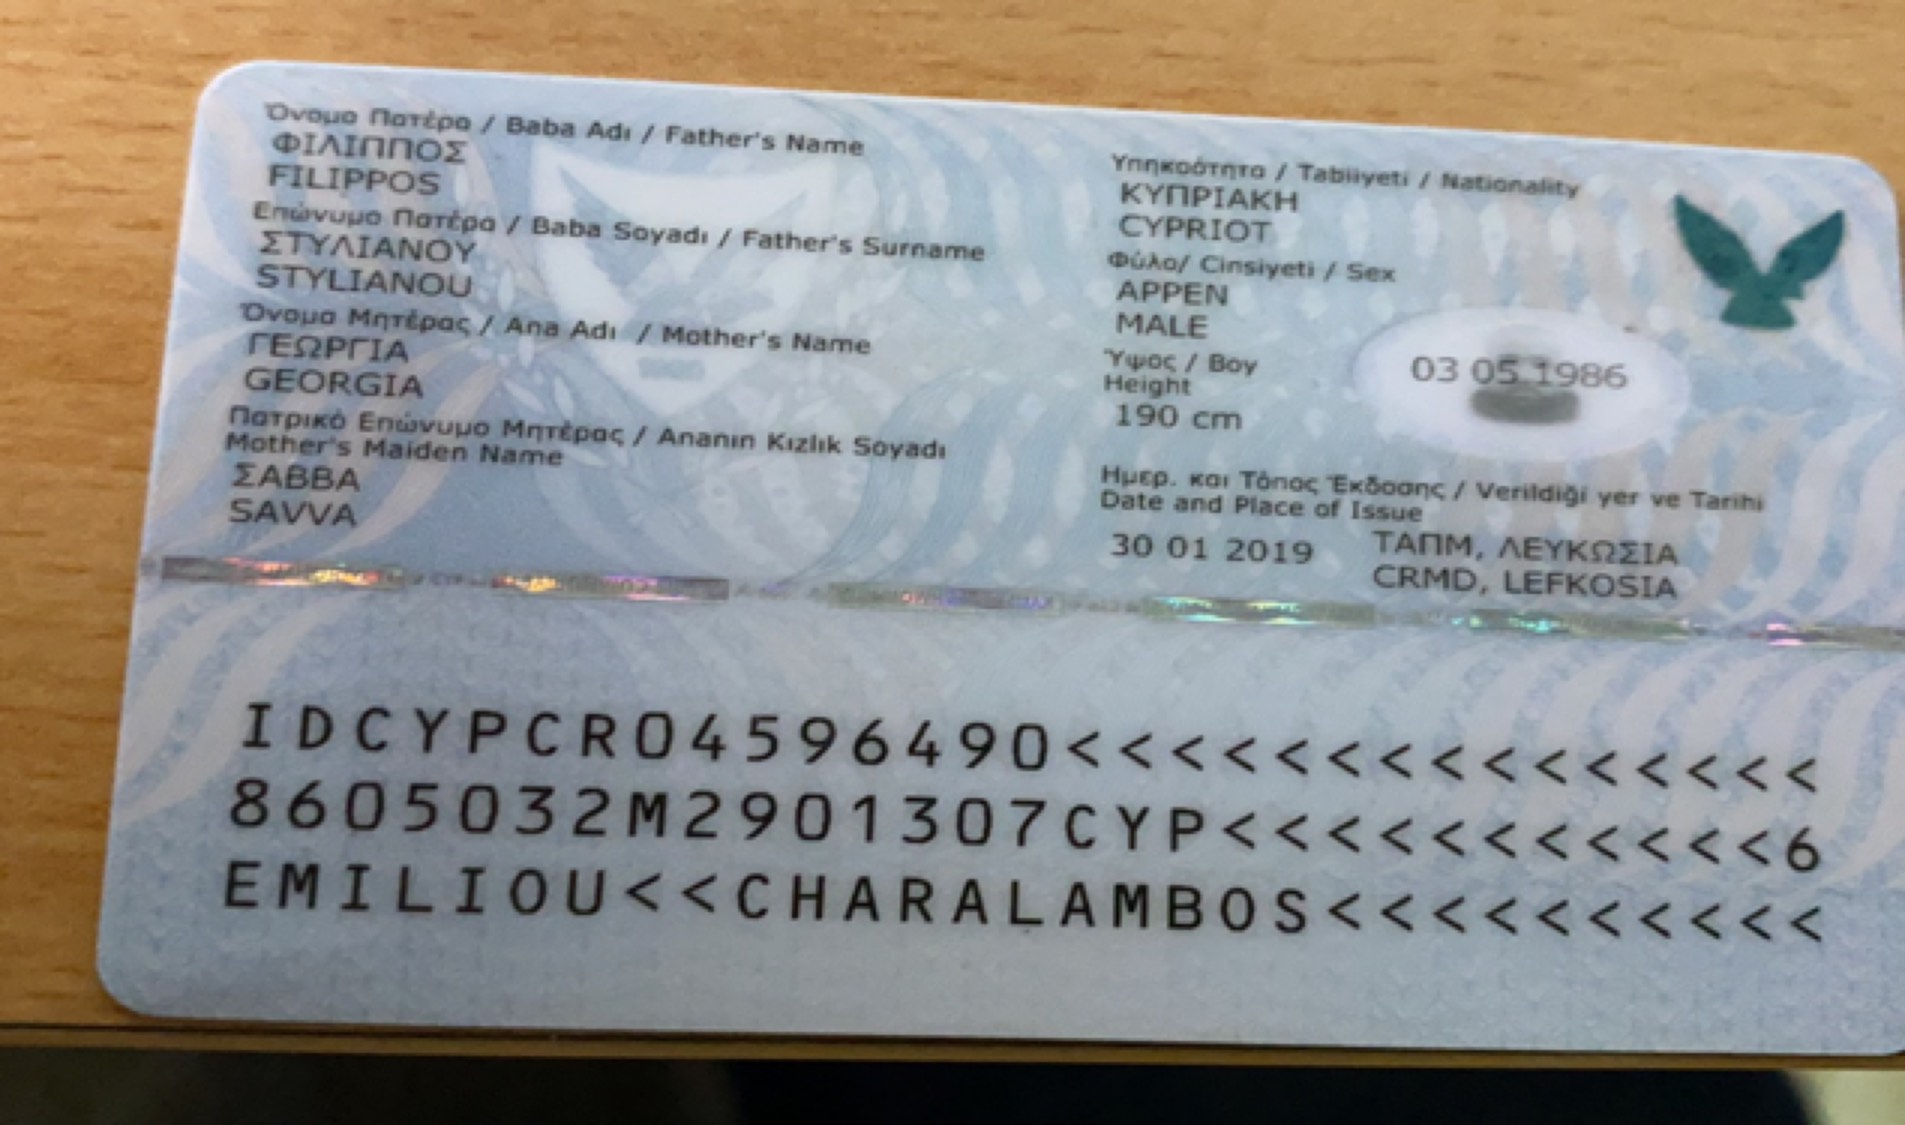 Όνομα Πατέρα / Baba Adı / Father's Name
ΦΙΛΙΠΠΟΣ
FILIPPOS
Επώνυμο Πατέρα / Baba Soyadı / Father's Surname
ΣΤΥΛΙΑΝΟΥ
STYLIANOU
Όνομα Μητέρας / Ana Adı / Mother's Name
ΓΕΩΡΓΙΑ
GEORGIA
Πατρικό Επώνυμο Μητέρας / Ananın Kızlık Soyadı
Mother's Maiden Name
ΣΑΒΒΑ
SAVVA
Υπηκοότητα / Tabiiyeti / Nationality
ΚΥΠΡΙΑΚΗ
CYPRIOT
Φύλο/ Cinsiyeti / Sex
ΑΡΡΕΝ
MALE
Ύψος / Boy
Height
190 cm
03 05 1986
Ημερ. και Τόπος Έκδοσης / Verildiği yer ve Tarihi
Date and Place of Issue
30 01 2019 ΤΑΠΜ, ΛΕΥΚΩΣΙΑ
CRMD, LEFKOSIA
IDCYPCR04596490<<<<<<<<<<<<<<<
8605032M2901307CYP<<<<<<<<<<<6
EMILIOU<<CHARALAMBOS<<<<<<<<<<